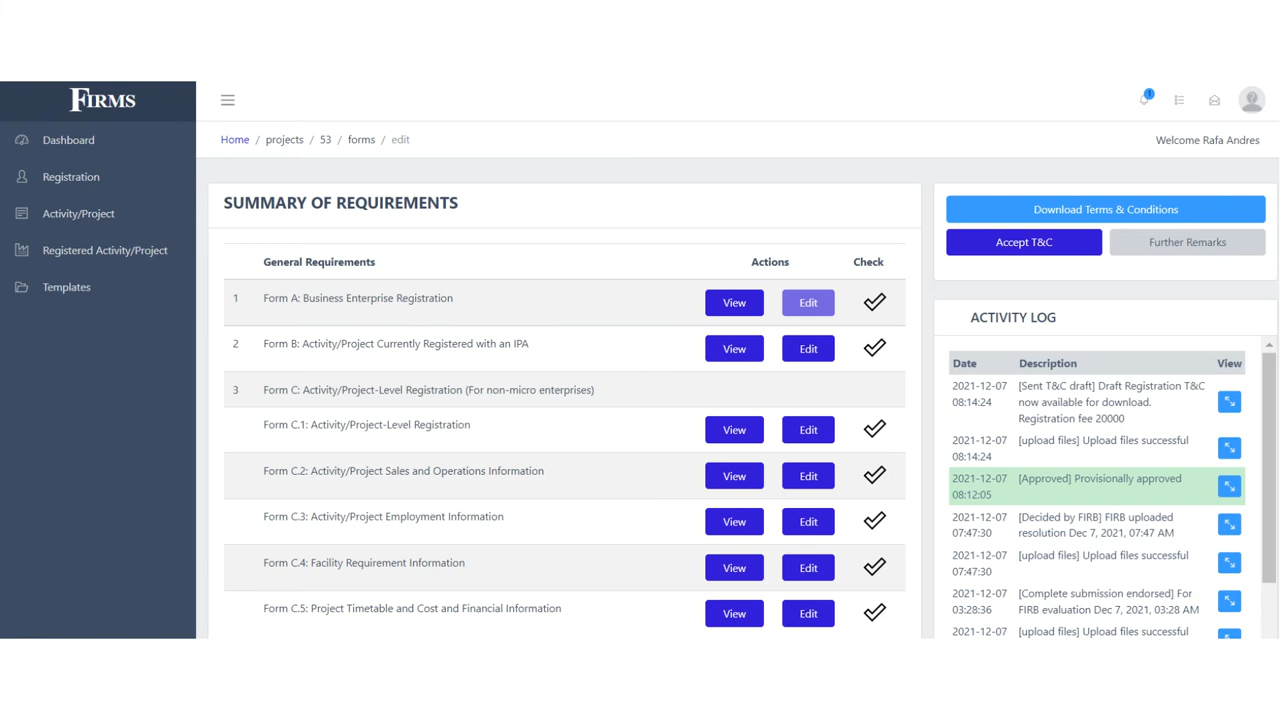 FIRMS
1
Dashboard
Registration
Activity/Project
Registered Activity/Project
Templates
Home / projects / 53 / forms / edit
Welcome Rafa Andres
SUMMARY OF REQUIREMENTS
General Requirements Actions Check
1 Form A: Business Enterprise Registration View Edit
2 Form B: Activity/Project Currently Registered with an IPA View Edit
3 Form C: Activity/Project-Level Registration (For non-micro enterprises)
Form C.1: Activity/Project-Level Registration View Edit
Form C.2: Activity/Project Sales and Operations Information View Edit
Form C.3: Activity/Project Employment Information View Edit
Form C.4: Facility Requirement Information View Edit
Form C.5: Project Timetable and Cost and Financial Information View Edit
Download Terms & Conditions
Accept T&C Further Remarks
ACTIVITY LOG
Date Description View
2021-12-07 [Sent T&C draft] Draft Registration T&C
08:14:24 now available for download.
Registration fee 20000
2021-12-07 [upload files] Upload files successful
08:14:24
2021-12-07 [Approved] Provisionally approved
08:12:05
2021-12-07 [Decided by FIRB] FIRB uploaded
07:47:30 resolution Dec 7, 2021, 07:47 AM
2021-12-07 [upload files] Upload files successful
07:47:30
2021-12-07 [Complete submission endorsed] For
03:28:36 FIRB evaluation Dec 7, 2021, 03:28 AM
2021-12-07 [upload files] Upload files successful